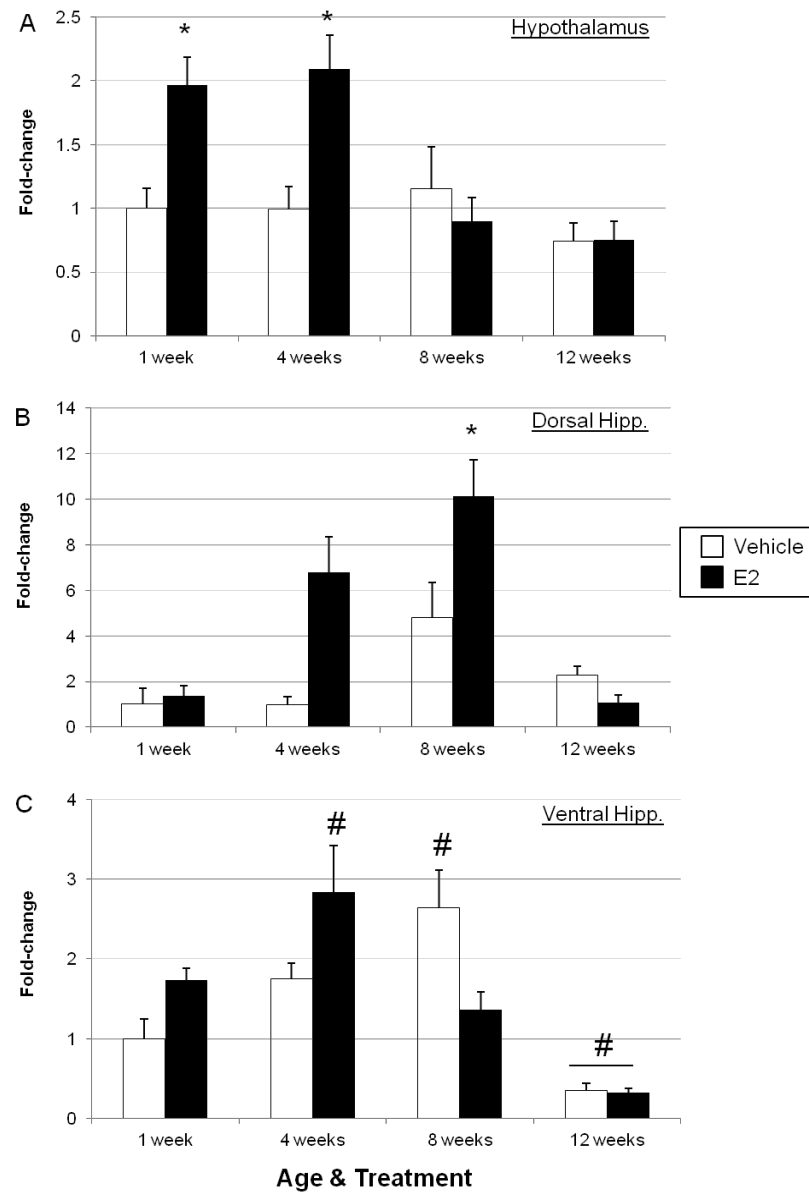 A
Hypothalamus
Fold-change
2.5
2
1.5
1
0.5
0
*
*
1 week
4 weeks
8 weeks
12 weeks
B
Dorsal Hipp.
Fold-change
14
12
10
8
6
4
2
0
*
1 week
4 weeks
8 weeks
12 weeks
Vehicle
E2
C
Ventral Hipp.
Fold-change
4
3
2
1
0
#
#
#
1 week
4 weeks
8 weeks
12 weeks
Age & Treatment